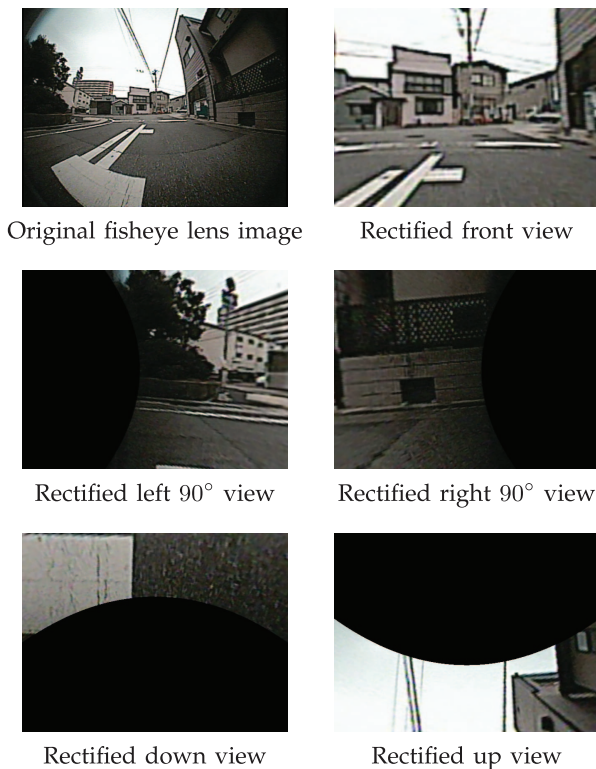 Original fisheye lens image
Rectified front view
Rectified left 90° view
Rectified right 90° view
Rectified down view
Rectified up view